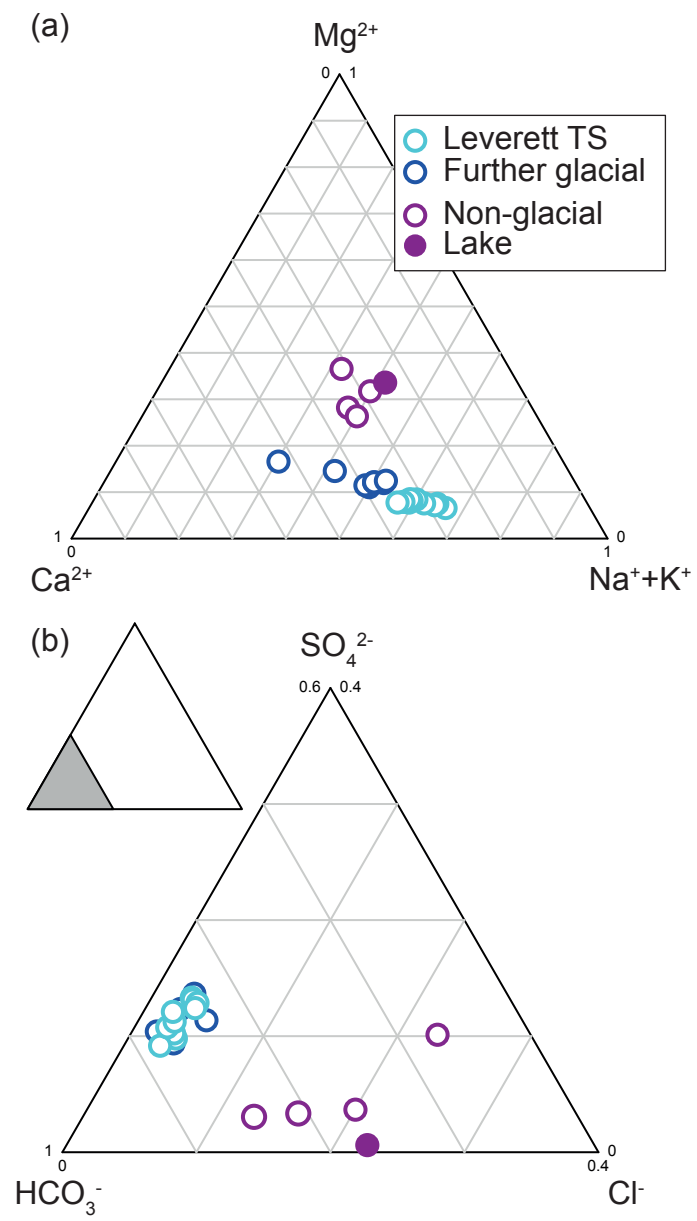 (a)
Mg²⁺
0 1
Leverett TS
Further glacial
Non-glacial
Lake
1 0
0 1
Ca²⁺ Na⁺+K⁺
(b)
SO₄²⁻
0.6 0.4
1 0
0 0.4
HCO₃⁻ Cl⁻